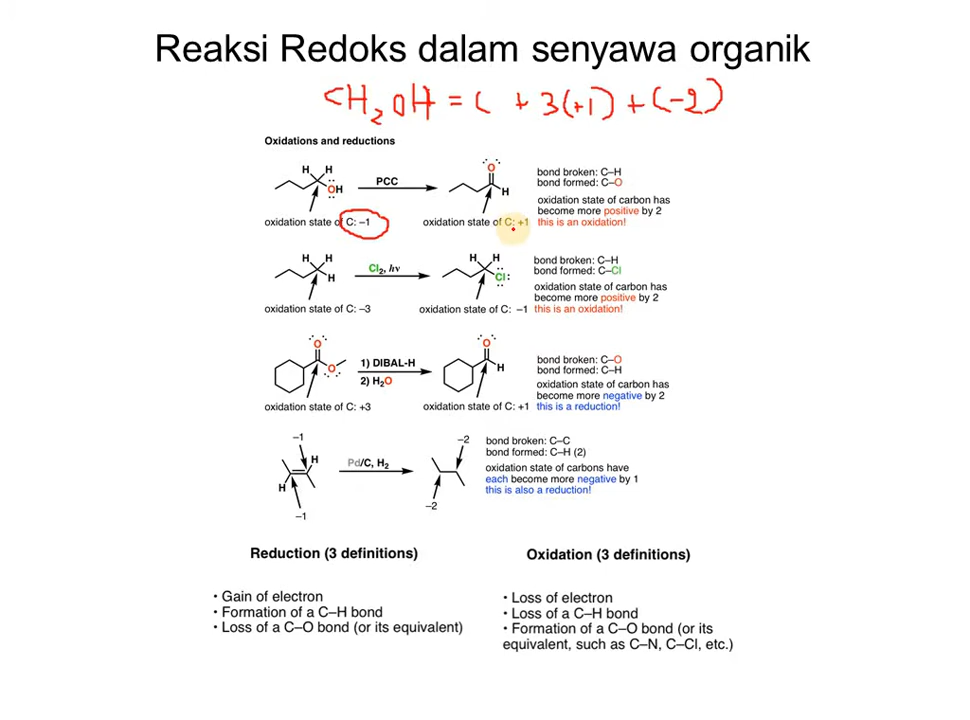 Reaksi Redoks dalam senyawa organik
CH2OH = C + 3(+1) + (-2)
Oxidations and reductions
H H
OH
PCC
O
H
bond broken: C–H
bond formed: C–O
oxidation state of carbon has
become more positive by 2
this is an oxidation!
oxidation state of C: –1
oxidation state of C: +1
H H
H
Cl2, hν
H H
Cl:
bond broken: C–H
bond formed: C–Cl
oxidation state of carbon has
become more positive by 2
this is an oxidation!
oxidation state of C: –3
oxidation state of C: –1
O
O
1) DIBAL-H
2) H2O
O
H
bond broken: C–O
bond formed: C–H
oxidation state of carbon has
become more negative by 2
this is a reduction!
oxidation state of C: +3
oxidation state of C: +1
–1
H
H
–1
Pd/C, H2
–2
–2
bond broken: C–C
bond formed: C–H (2)
oxidation state of carbons have
each become more negative by 1
this is also a reduction!
Reduction (3 definitions)
• Gain of electron
• Formation of a C–H bond
• Loss of a C–O bond (or its equivalent)
Oxidation (3 definitions)
• Loss of electron
• Loss of a C–H bond
• Formation of a C–O bond (or its
equivalent, such as C–N, C–Cl, etc.)